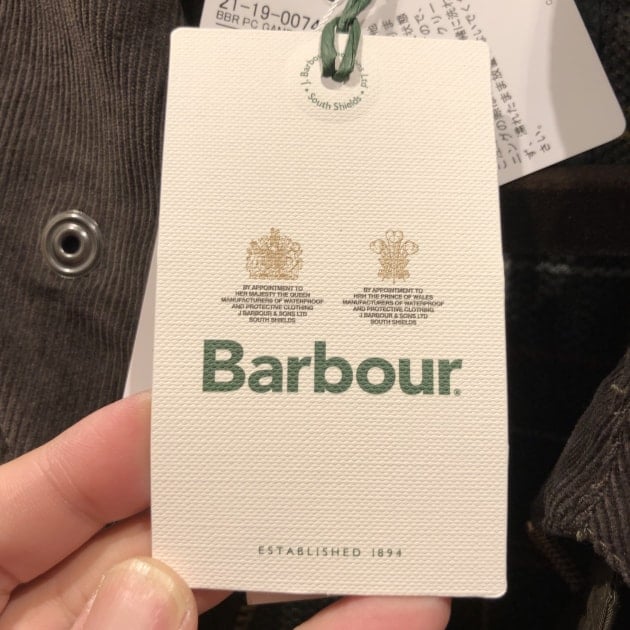 21-19-0074
J. Barbour
Ltd
• South Shields •
BY APPOINTMENT TO
HER MAJESTY THE QUEEN
MANUFACTURERS OF WATERPROOF
AND PROTECTIVE CLOTHING
J BARBOUR & SONS LTD
SOUTH SHIELDS
BY APPOINTMENT TO
HRH THE PRINCE OF WALES
MANUFACTURERS OF WATERPROOF
AND PROTECTIVE CLOTHING
J BARBOUR & SONS LTD
SOUTH SHIELDS
Barbour®
ESTABLISHED 1894